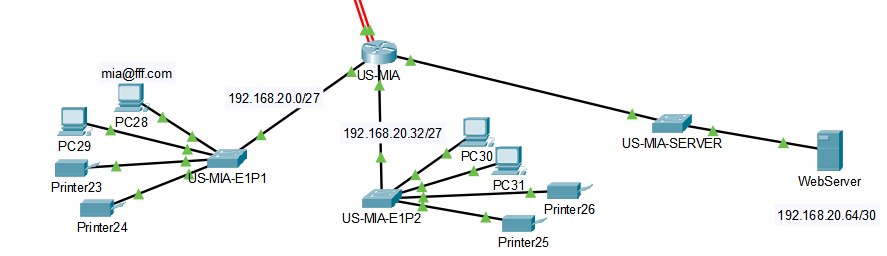 US-MIA
mia@fff.com
192.168.20.0/27
PC28
PC29
US-MIA-E1P1
Printer23
Printer24
192.168.20.32/27
PC30
PC31
US-MIA-E1P2
Printer26
Printer25
US-MIA-SERVER
WebServer
192.168.20.64/30